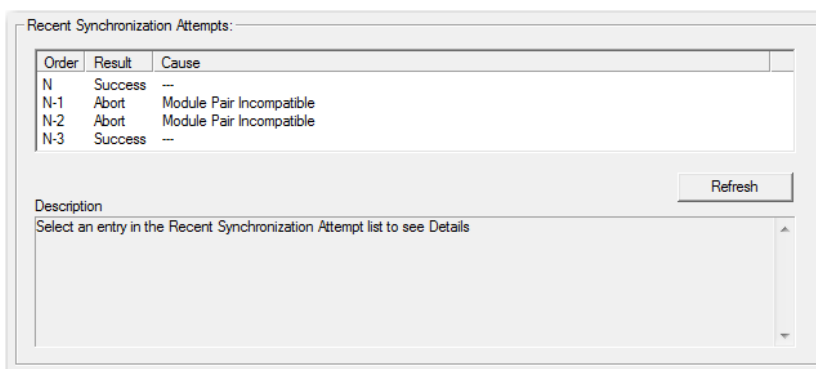 Recent Synchronization Attempts:
Order Result Cause
N Success ---
N-1 Abort Module Pair Incompatible
N-2 Abort Module Pair Incompatible
N-3 Success ---
Refresh
Description
Select an entry in the Recent Synchronization Attempt list to see Details